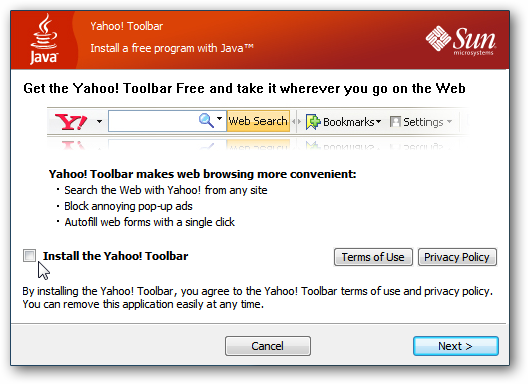 Yahoo! Toolbar
Install a free program with Java™
Java™
Sun
microsystems
Get the Yahoo! Toolbar Free and take it wherever you go on the Web
Y! Web Search Bookmarks Settings
Yahoo! Toolbar makes web browsing more convenient:
• Search the Web with Yahoo! from any site
• Block annoying pop-up ads
• Autofill web forms with a single click
Install the Yahoo! Toolbar Terms of Use Privacy Policy
By installing the Yahoo! Toolbar, you agree to the Yahoo! Toolbar terms of use and privacy policy.
You can remove this application easily at any time.
Cancel Next >